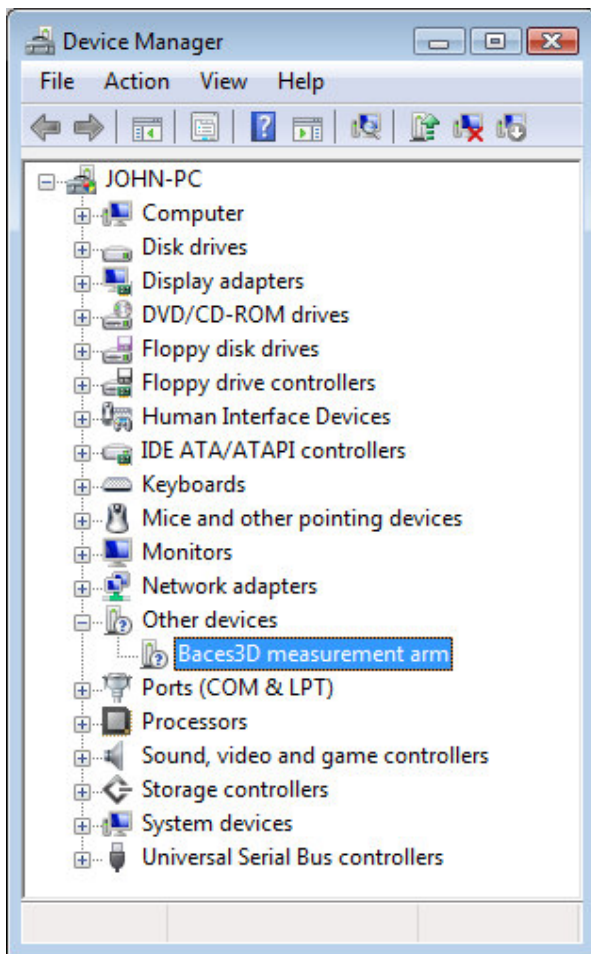 Device Manager
File Action View Help
JOHN-PC
Computer
Disk drives
Display adapters
DVD/CD-ROM drives
Floppy disk drives
Floppy drive controllers
Human Interface Devices
IDE ATA/ATAPI controllers
Keyboards
Mice and other pointing devices
Monitors
Network adapters
Other devices
Baces3D measurement arm
Ports (COM & LPT)
Processors
Sound, video and game controllers
Storage controllers
System devices
Universal Serial Bus controllers